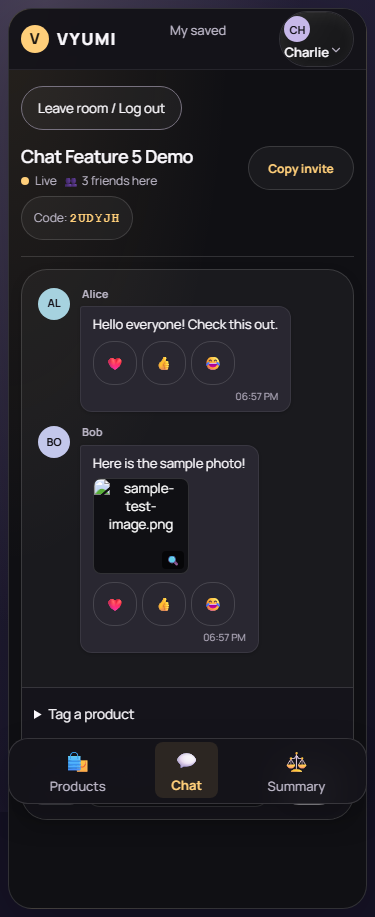 V VYUMI
My saved
CH
Charlie
Leave room / Log out
Chat Feature 5 Demo
Live 👥 3 friends here
Copy invite
Code: 2UDYJH
AL
Alice
Hello everyone! Check this out.
❤️ 👍 😂
06:57 PM
BO
Bob
Here is the sample photo!
sample-
test-
image.png
🔍
❤️ 👍 😂
06:57 PM
▶ Tag a product
🛍️ 💬 ⚖️
Products Chat Summary